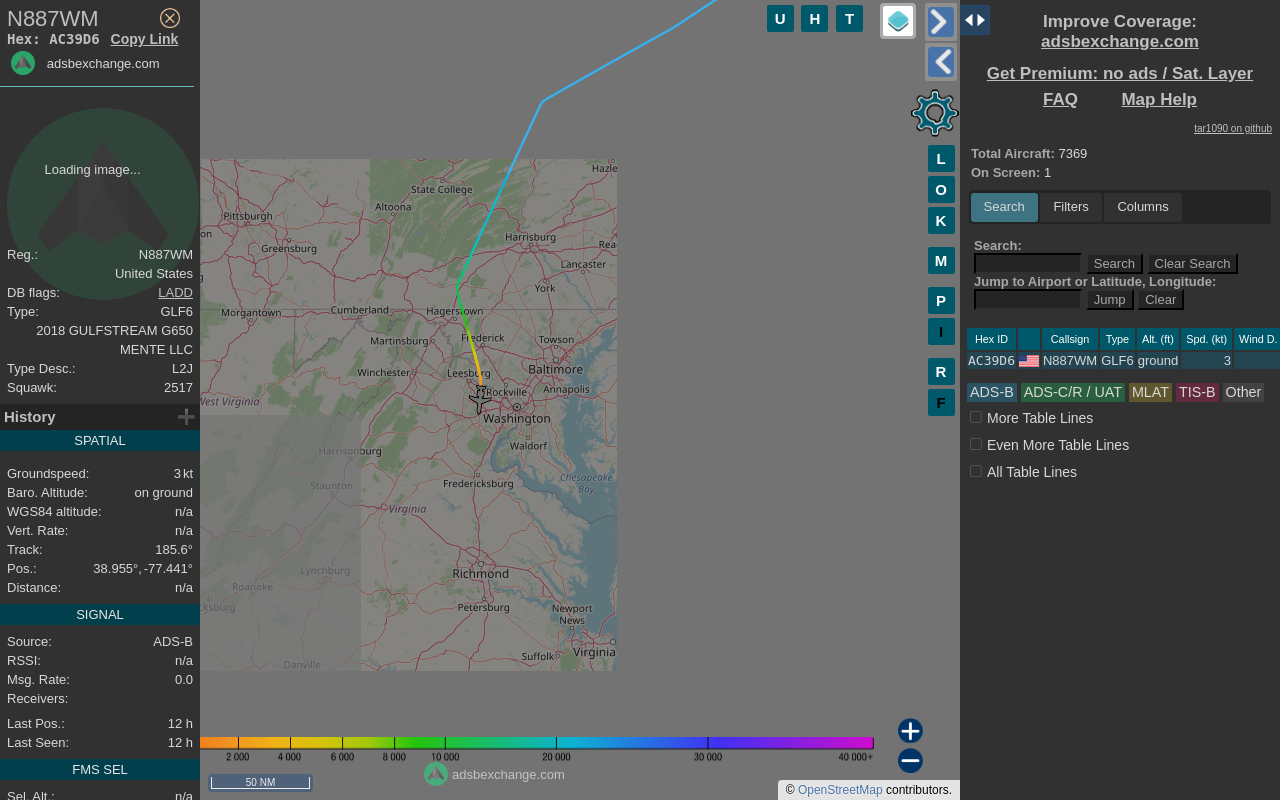 N887WM
Hex: AC39D6 Copy Link
adsbexchange.com
Loading image...
Reg.: N887WM
United States
DB flags: LADD
Type: GLF6
2018 GULFSTREAM G650
MENTE LLC
Type Desc.: L2J
Squawk: 2517
History
SPATIAL
Groundspeed: 3 kt
Baro. Altitude: on ground
WGS84 altitude: n/a
Vert. Rate: n/a
Track: 185.6°
Pos.: 38.955°, -77.441°
Distance: n/a
SIGNAL
Source: ADS-B
RSSI: n/a
Msg. Rate: 0.0
Receivers:
Last Pos.: 12 h
Last Seen: 12 h
FMS SEL
Sel. Alt.: n/a
U H T
L
O
K
M
P
I
R
F
State College
Altoona
Pittsburgh
Greensburg
Harrisburg
Lancaster
York
Morgantown
Cumberland
Hagerstown
Martinsburg
Frederick
Towson
Baltimore
Winchester
Leesburg
Rockville
Annapolis
Washington
West Virginia
Waldorf
Harrisonburg
Staunton
Fredericksburg
Chesapeake
Bay
Virginia
Lynchburg
Roanoke
Richmond
Petersburg
Newport
News
Danville
Suffolk
Virginia
2 000 4 000 6 000 8 000 10 000 20 000 30 000 40 000+
50 NM
adsbexchange.com
© OpenStreetMap contributors.
Improve Coverage:
adsbexchange.com
Get Premium: no ads / Sat. Layer
FAQ Map Help
tar1090 on github
Total Aircraft: 7369
On Screen: 1
Search Filters Columns
Search:
Search Clear Search
Jump to Airport or Latitude, Longitude:
Jump Clear
Hex ID Callsign Type Alt. (ft) Spd. (kt) Wind D.
AC39D6 N887WM GLF6 ground 3
ADS-B ADS-C/R / UAT MLAT TIS-B Other
More Table Lines
Even More Table Lines
All Table Lines